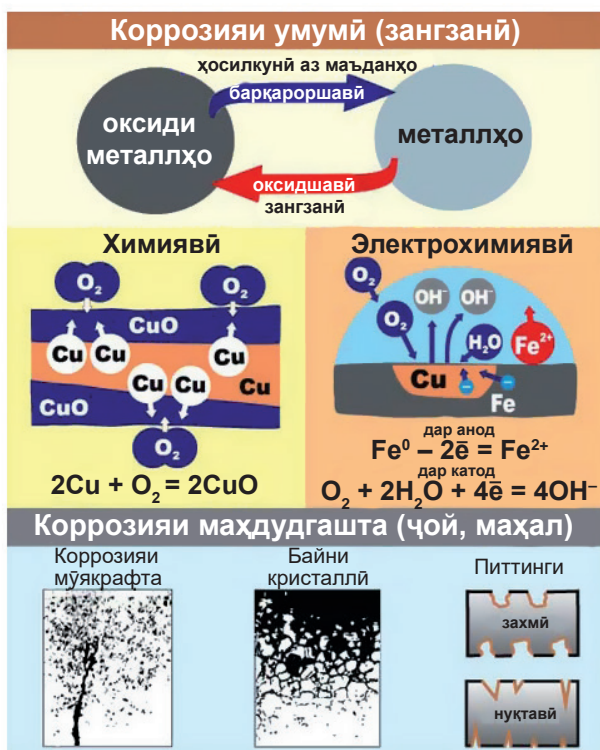 Коррозияи умумӣ (зангзанӣ)
ҳосилкунӣ аз маъданҳо
барқароршавӣ
оксиди
металлҳо
металлҳо
оксидшавӣ
зангзанӣ
Химиявӣ
O₂
O₂
CuO
Cu
Cu
Cu
Cu
Cu
Cu
CuO
O₂
2Cu + O₂ = 2CuO
Электрохимиявӣ
O₂
OH⁻
OH⁻
O₂
H₂O
Fe²⁺
Cu
Fe
дар анод
Fe⁰ – 2ē = Fe²⁺
дар катод
O₂ + 2H₂O + 4ē = 4OH⁻
Коррозияи маҳдудгашта (ҷой, маҳал)
Коррозияи
мӯякрафта
Байни
кристаллӣ
Питтинги
захмӣ
нуқтавӣ